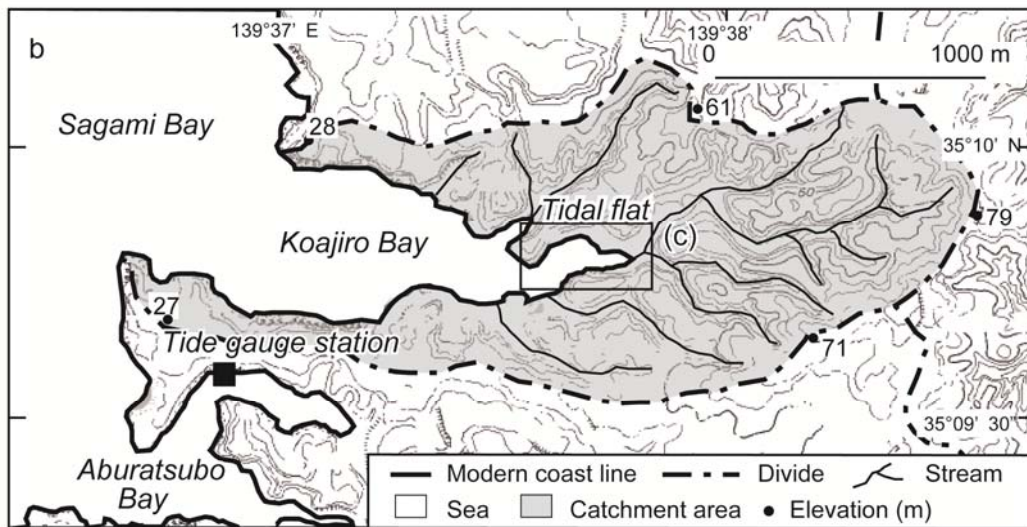 b
139°37' E
139°38'
0 1000 m
Sagami Bay
28
61
35°10' N
50
Tidal flat
79
Koajiro Bay
(c)
27
Tide gauge station
71
35°09' 30"
Aburatsubo
Bay
Modern coast line Divide Stream
Sea Catchment area Elevation (m)